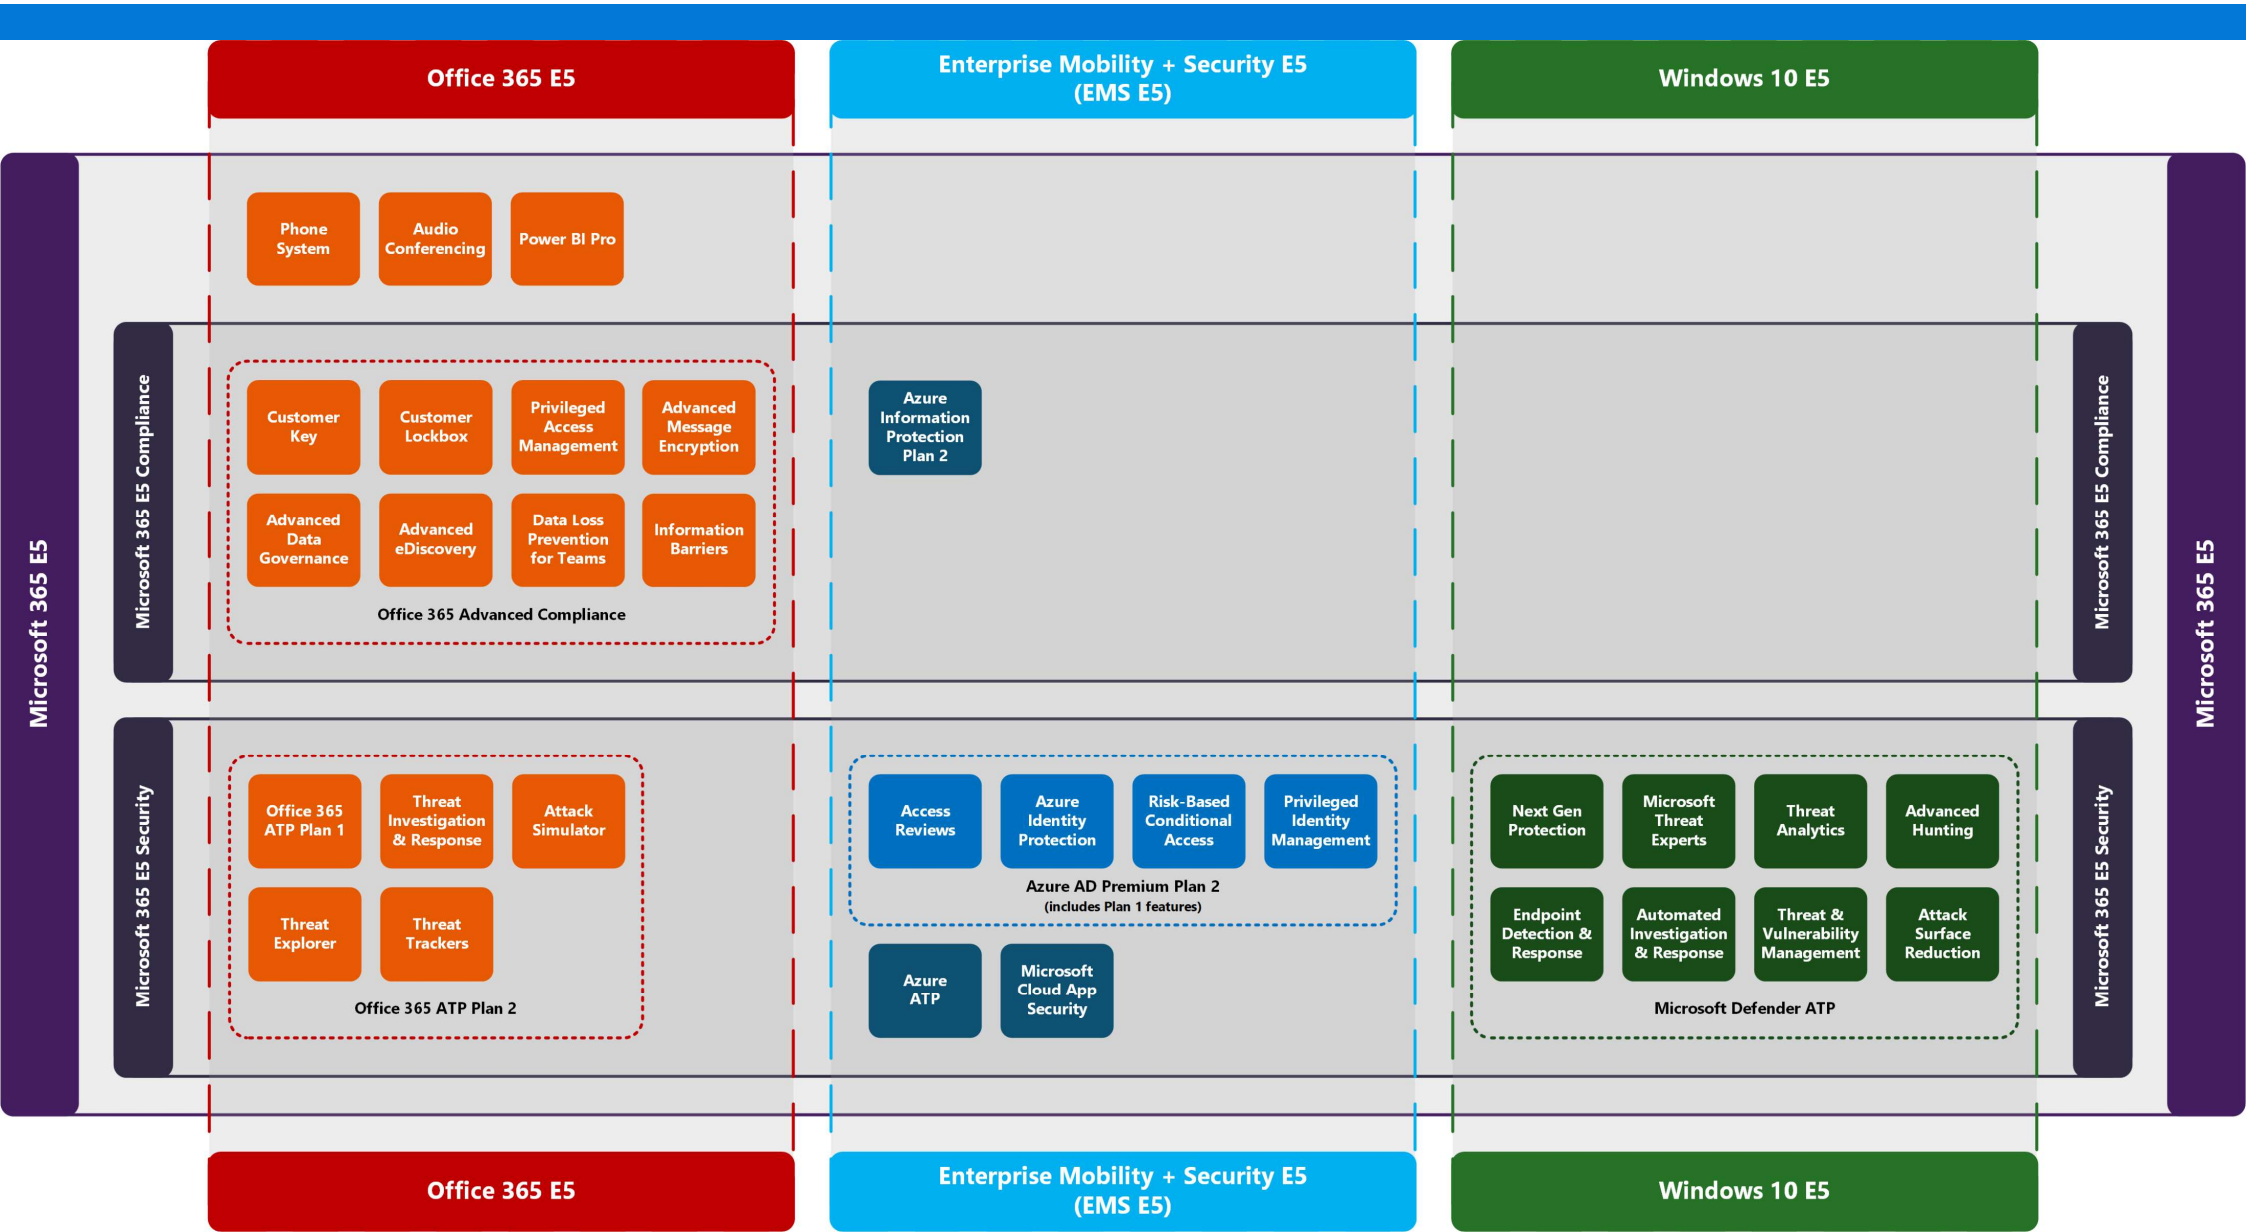 Office 365 E5
Enterprise Mobility + Security E5
(EMS E5)
Windows 10 E5
Microsoft 365 E5
Phone
System
Audio
Conferencing
Power BI Pro
Microsoft 365 E5 Compliance
Customer
Key
Customer
Lockbox
Privileged
Access
Management
Advanced
Message
Encryption
Advanced
Data
Governance
Advanced
eDiscovery
Data Loss
Prevention
for Teams
Information
Barriers
Office 365 Advanced Compliance
Azure
Information
Protection
Plan 2
Microsoft 365 E5 Compliance
Microsoft 365 E5 Security
Office 365
ATP Plan 1
Threat
Investigation
& Response
Attack
Simulator
Threat
Explorer
Threat
Trackers
Office 365 ATP Plan 2
Access
Reviews
Azure
Identity
Protection
Risk-Based
Conditional
Access
Privileged
Identity
Management
Azure AD Premium Plan 2
(includes Plan 1 features)
Azure
ATP
Microsoft
Cloud App
Security
Next Gen
Protection
Microsoft
Threat
Experts
Threat
Analytics
Advanced
Hunting
Endpoint
Detection &
Response
Automated
Investigation
& Response
Threat &
Vulnerability
Management
Attack
Surface
Reduction
Microsoft Defender ATP
Microsoft 365 E5 Security
Microsoft 365 E5
Office 365 E5
Enterprise Mobility + Security E5
(EMS E5)
Windows 10 E5